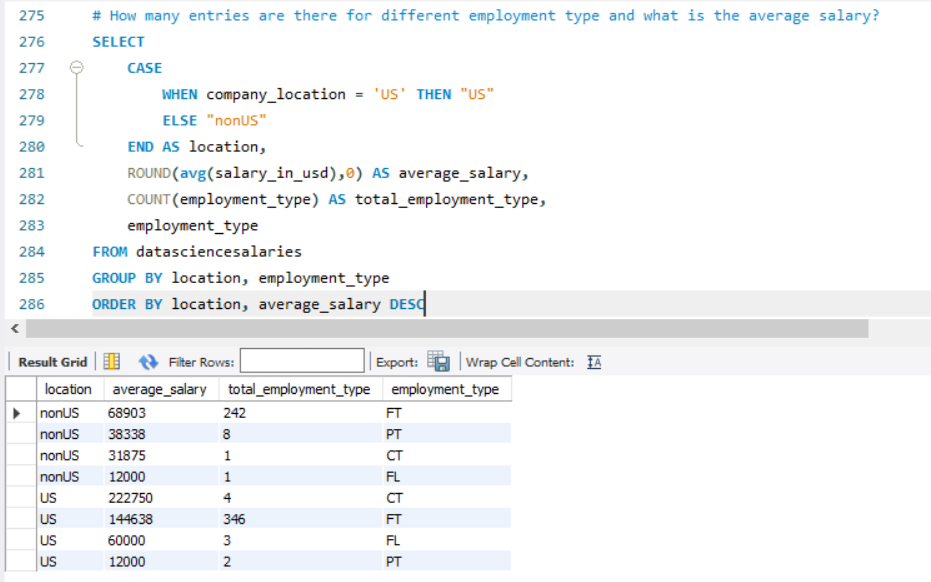 275 # How many entries are there for different employment type and what is the average salary?
276 SELECT
277 CASE
278 WHEN company_location = 'US' THEN "US"
279 ELSE "nonUS"
280 END AS location,
281 ROUND(avg(salary_in_usd),0) AS average_salary,
282 COUNT(employment_type) AS total_employment_type,
283 employment_type
284 FROM datasciencesalaries
285 GROUP BY location, employment_type
286 ORDER BY location, average_salary DESC
Result Grid Filter Rows: Export: Wrap Cell Content: IA
location average_salary total_employment_type employment_type
nonUS 68903 242 FT
nonUS 38338 8 PT
nonUS 31875 1 CT
nonUS 12000 1 FL
US 222750 4 CT
US 144638 346 FT
US 60000 3 FL
US 12000 2 PT